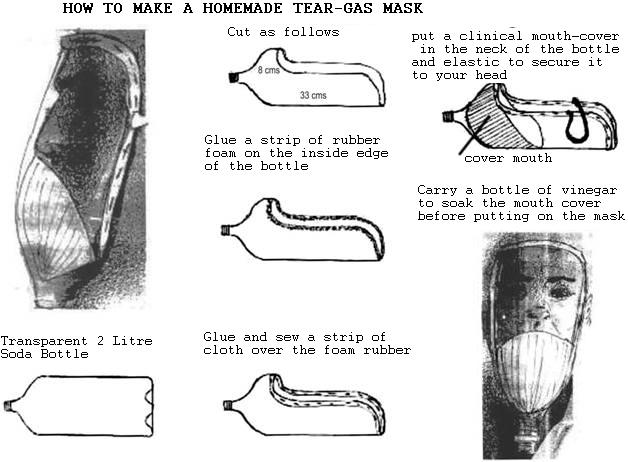 HOW TO MAKE A HOMEMADE TEAR-GAS MASK
Cut as follows
8 cms
33 cms
put a clinical mouth-cover
in the neck of the bottle
and elastic to secure it
to your head
cover mouth
Glue a strip of rubber
foam on the inside edge
of the bottle
Carry a bottle of vinegar
to soak the mouth cover
before putting on the mask
Transparent 2 Litre
Soda Bottle
Glue and sew a strip of
cloth over the foam rubber